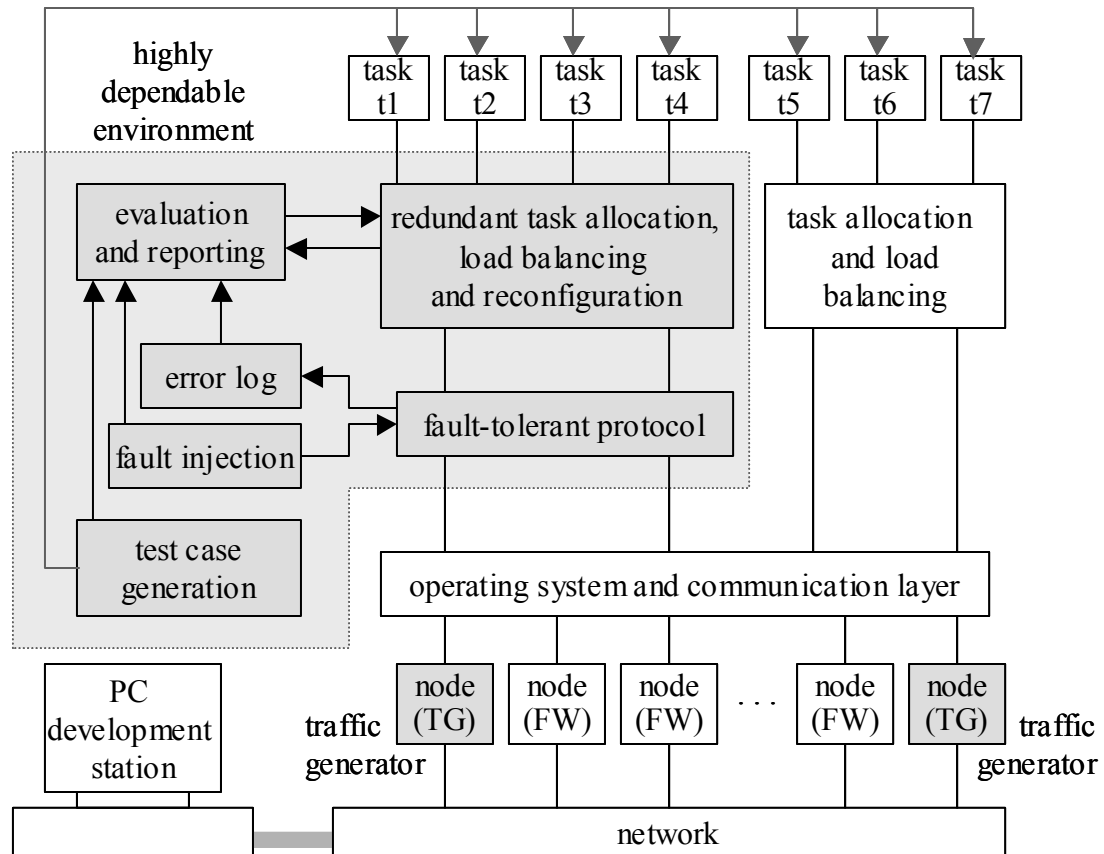 highly
dependable
environment
task
t1
task
t2
task
t3
task
t4
task
t5
task
t6
task
t7
evaluation
and reporting
redundant task allocation,
load balancing
and reconfiguration
task allocation
and load
balancing
error log
fault-tolerant protocol
fault injection
test case
generation
operating system and communication layer
PC
development
station
traffic
generator
node
(TG)
node
(FW)
node
(FW)
. . .
node
(FW)
node
(TG)
traffic
generator
network